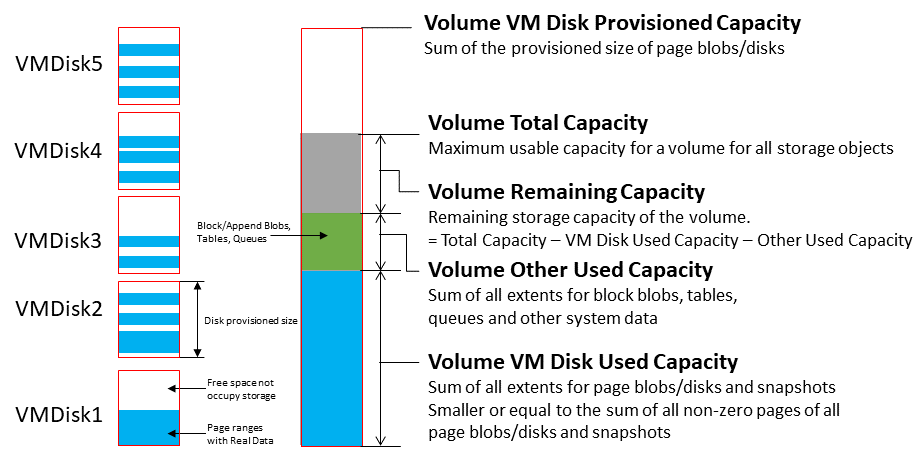 VMDisk5
VMDisk4
VMDisk3
VMDisk2
VMDisk1
Block/Append Blobs,
Tables, Queues
Disk provisioned size
Free space not
occupy storage
Page ranges
with Real Data
Volume VM Disk Provisioned Capacity
Sum of the provisioned size of page blobs/disks
Volume Total Capacity
Maximum usable capacity for a volume for all storage objects
Volume Remaining Capacity
Remaining storage capacity of the volume.
= Total Capacity – VM Disk Used Capacity – Other Used Capacity
Volume Other Used Capacity
Sum of all extents for block blobs, tables,
queues and other system data
Volume VM Disk Used Capacity
Sum of all extents for page blobs/disks and snapshots
Smaller or equal to the sum of all non-zero pages of all
page blobs/disks and snapshots